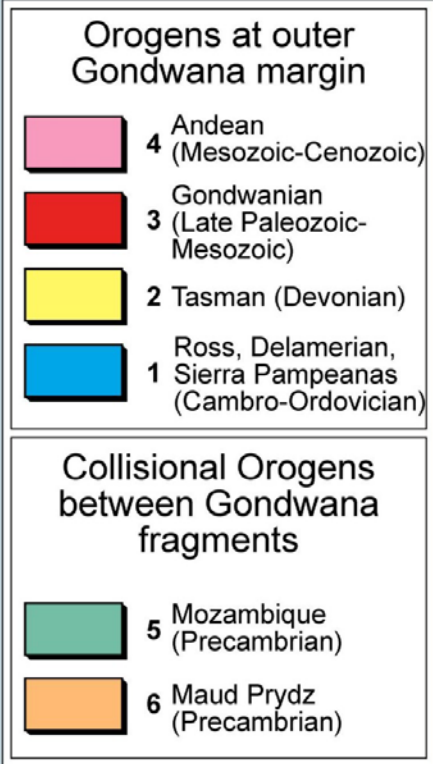 Orogens at outer
Gondwana margin
4 Andean
(Mesozoic-Cenozoic)
3 Gondwanian
(Late Paleozoic-
Mesozoic)
2 Tasman (Devonian)
1 Ross, Delamerian,
Sierra Pampeanas
(Cambro-Ordovician)
Collisional Orogens
between Gondwana
fragments
5 Mozambique
(Precambrian)
6 Maud Prydz
(Precambrian)